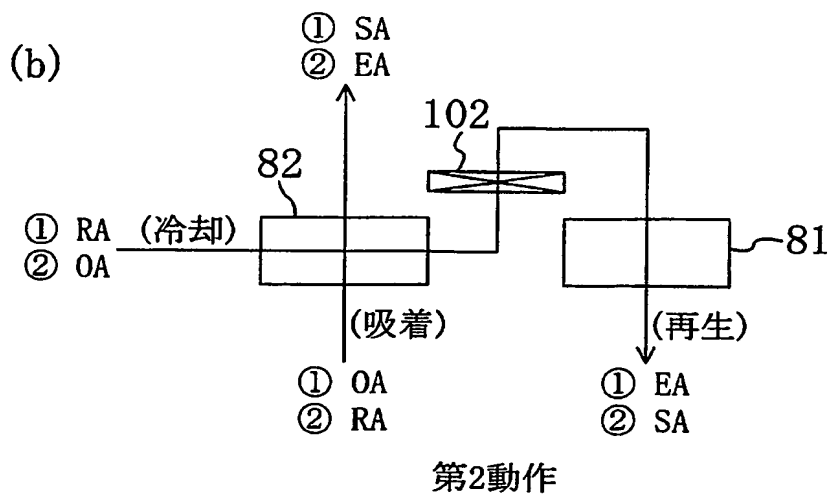 (b)
① SA
② EA
102
82
① RA (冷却)
② OA
81
(吸着)
(再生)
① OA
② RA
① EA
② SA
第2動作